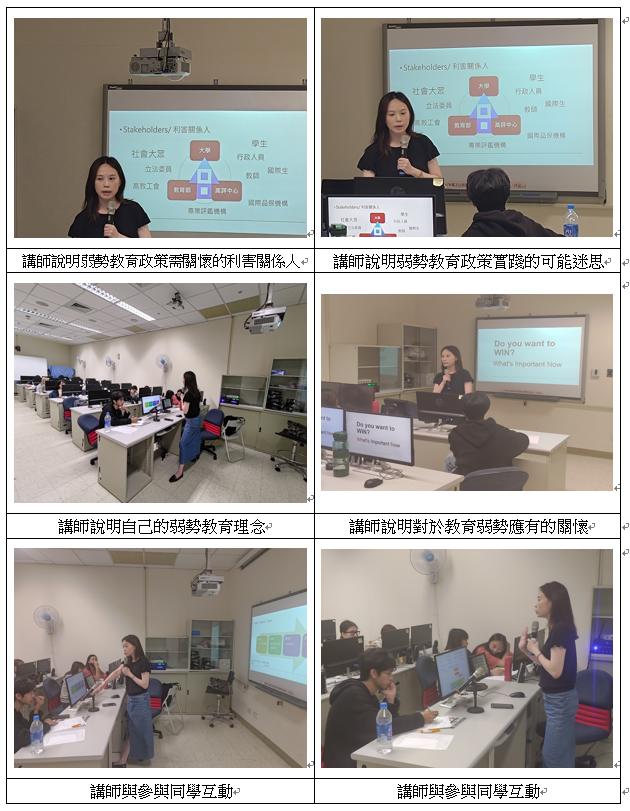 • Stakeholders/ 利害關係人
大學
社會大眾
學生
立法委員
行政人員
教師
國際生
高教工會
教育部
高評中心
國際品保機構
專業評鑑機構
• Stakeholders/ 利害關係人
大學
社會大眾
學生
立法委員
行政人員
教師
國際生
高教工會
教育部
高評中心
國際品保機構
專業評鑑機構
講師說明弱勢教育政策需關懷的利害關係人
講師說明弱勢教育政策實踐的可能迷思
Do you want to
WIN?
What's Important Now
Do you want to
WIN?
What's Important Now
講師說明自己的弱勢教育理念
講師說明對於教育弱勢應有的關懷
講師與參與同學互動
講師與參與同學互動